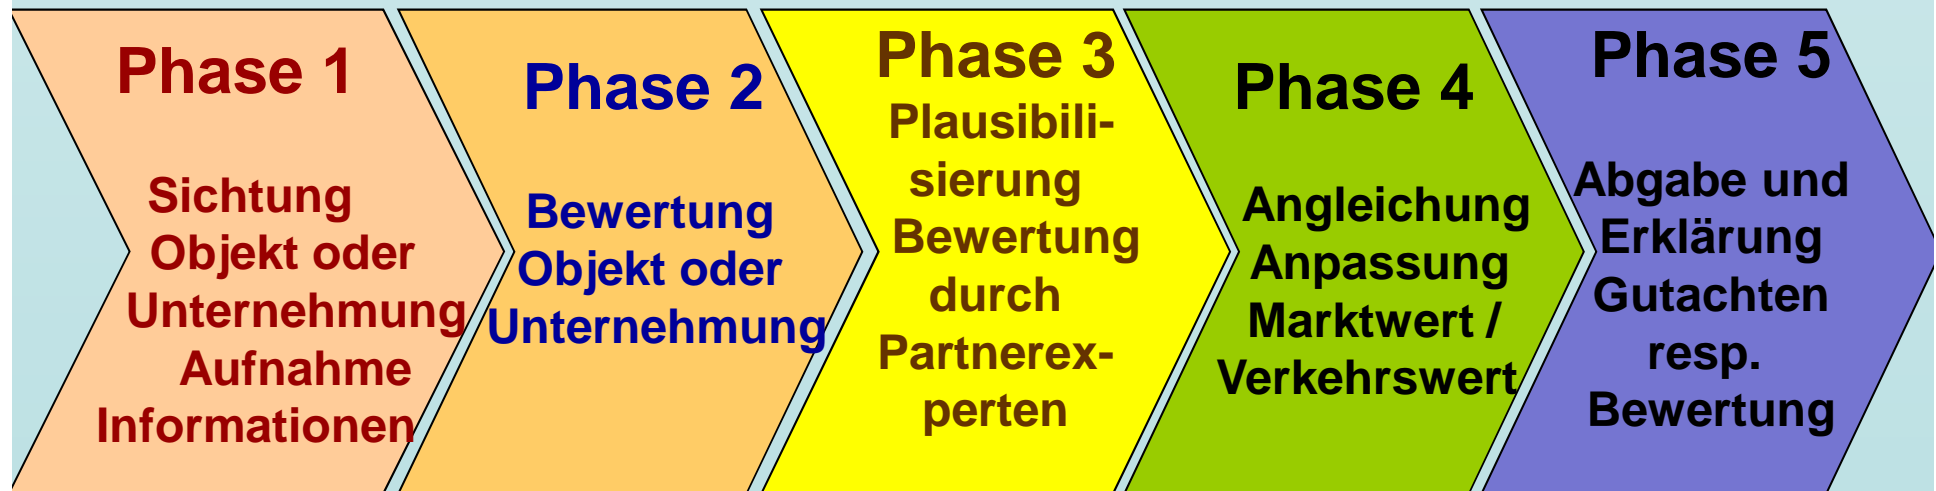 Phase 1
Sichtung
Objekt oder
Unternehmung
Aufnahme
Informationen
Phase 2
Bewertung
Objekt oder
Unternehmung
Phase 3
Plausibili-
sierung
Bewertung
durch
Partnerex-
perten
Phase 4
Angleichung
Anpassung
Marktwert /
Verkehrswert
Phase 5
Abgabe und
Erklärung
Gutachten
resp.
Bewertung